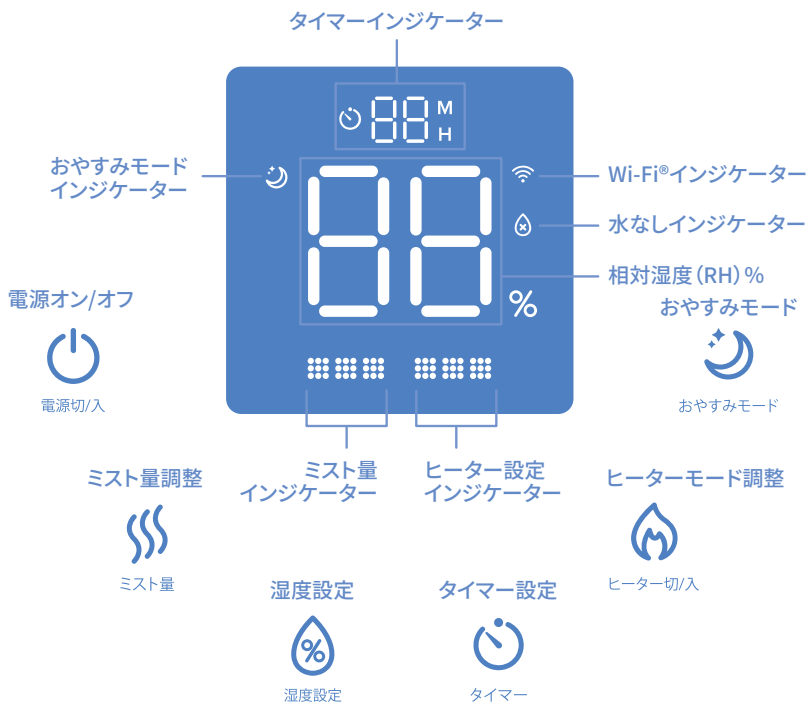 タイマーインジケーター
88 M
H
おやすみモード
インジケーター
Wi-Fi®インジケーター
水なしインジケーター
88
相対湿度（RH）%
%
電源オン/オフ
おやすみモード
電源切/入
おやすみモード
ミスト量
インジケーター
ヒーター設定
インジケーター
ミスト量調整
ヒーターモード調整
ミスト量
ヒーター切/入
湿度設定
タイマー設定
%
湿度設定
タイマー